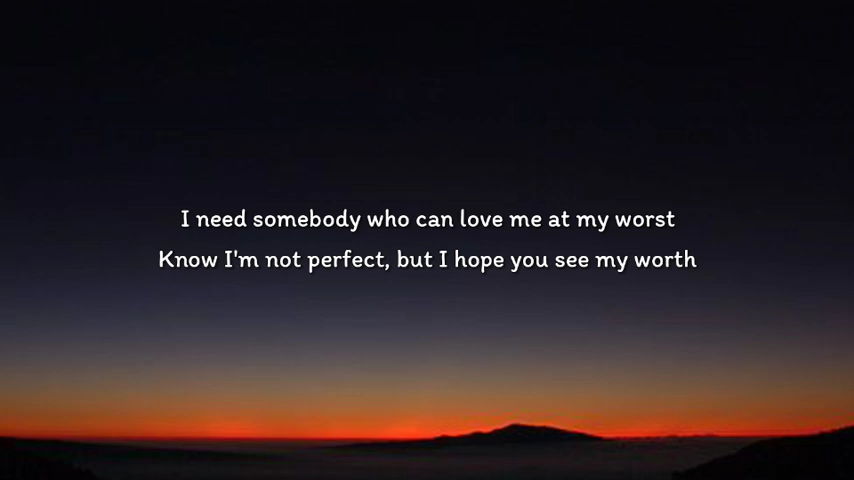 I need somebody who can love me at my worst
Know I'm not perfect, but I hope you see my worth